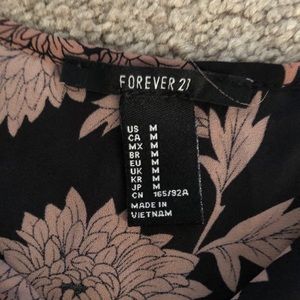 FOREVER 21
US M
CA M
MX M
BR M
EU M
UK M
KR M
JP M
CN 165/92A
MADE IN
VIETNAM